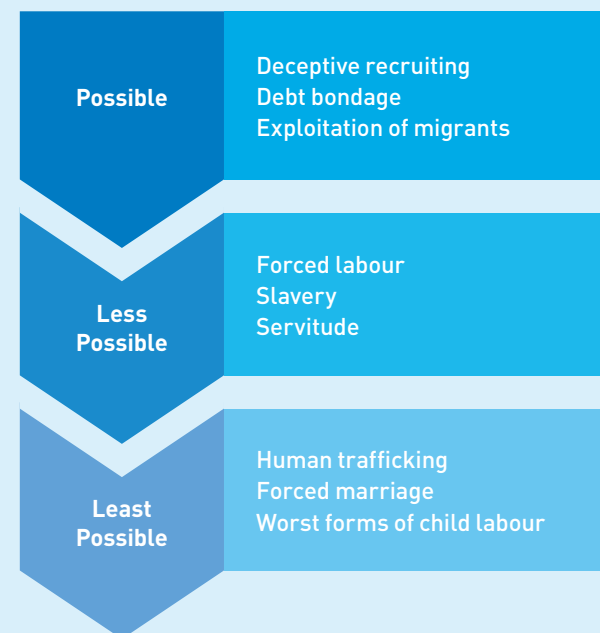 Possible
Deceptive recruiting
Debt bondage
Exploitation of migrants
Less
Possible
Forced labour
Slavery
Servitude
Least
Possible
Human trafficking
Forced marriage
Worst forms of child labour